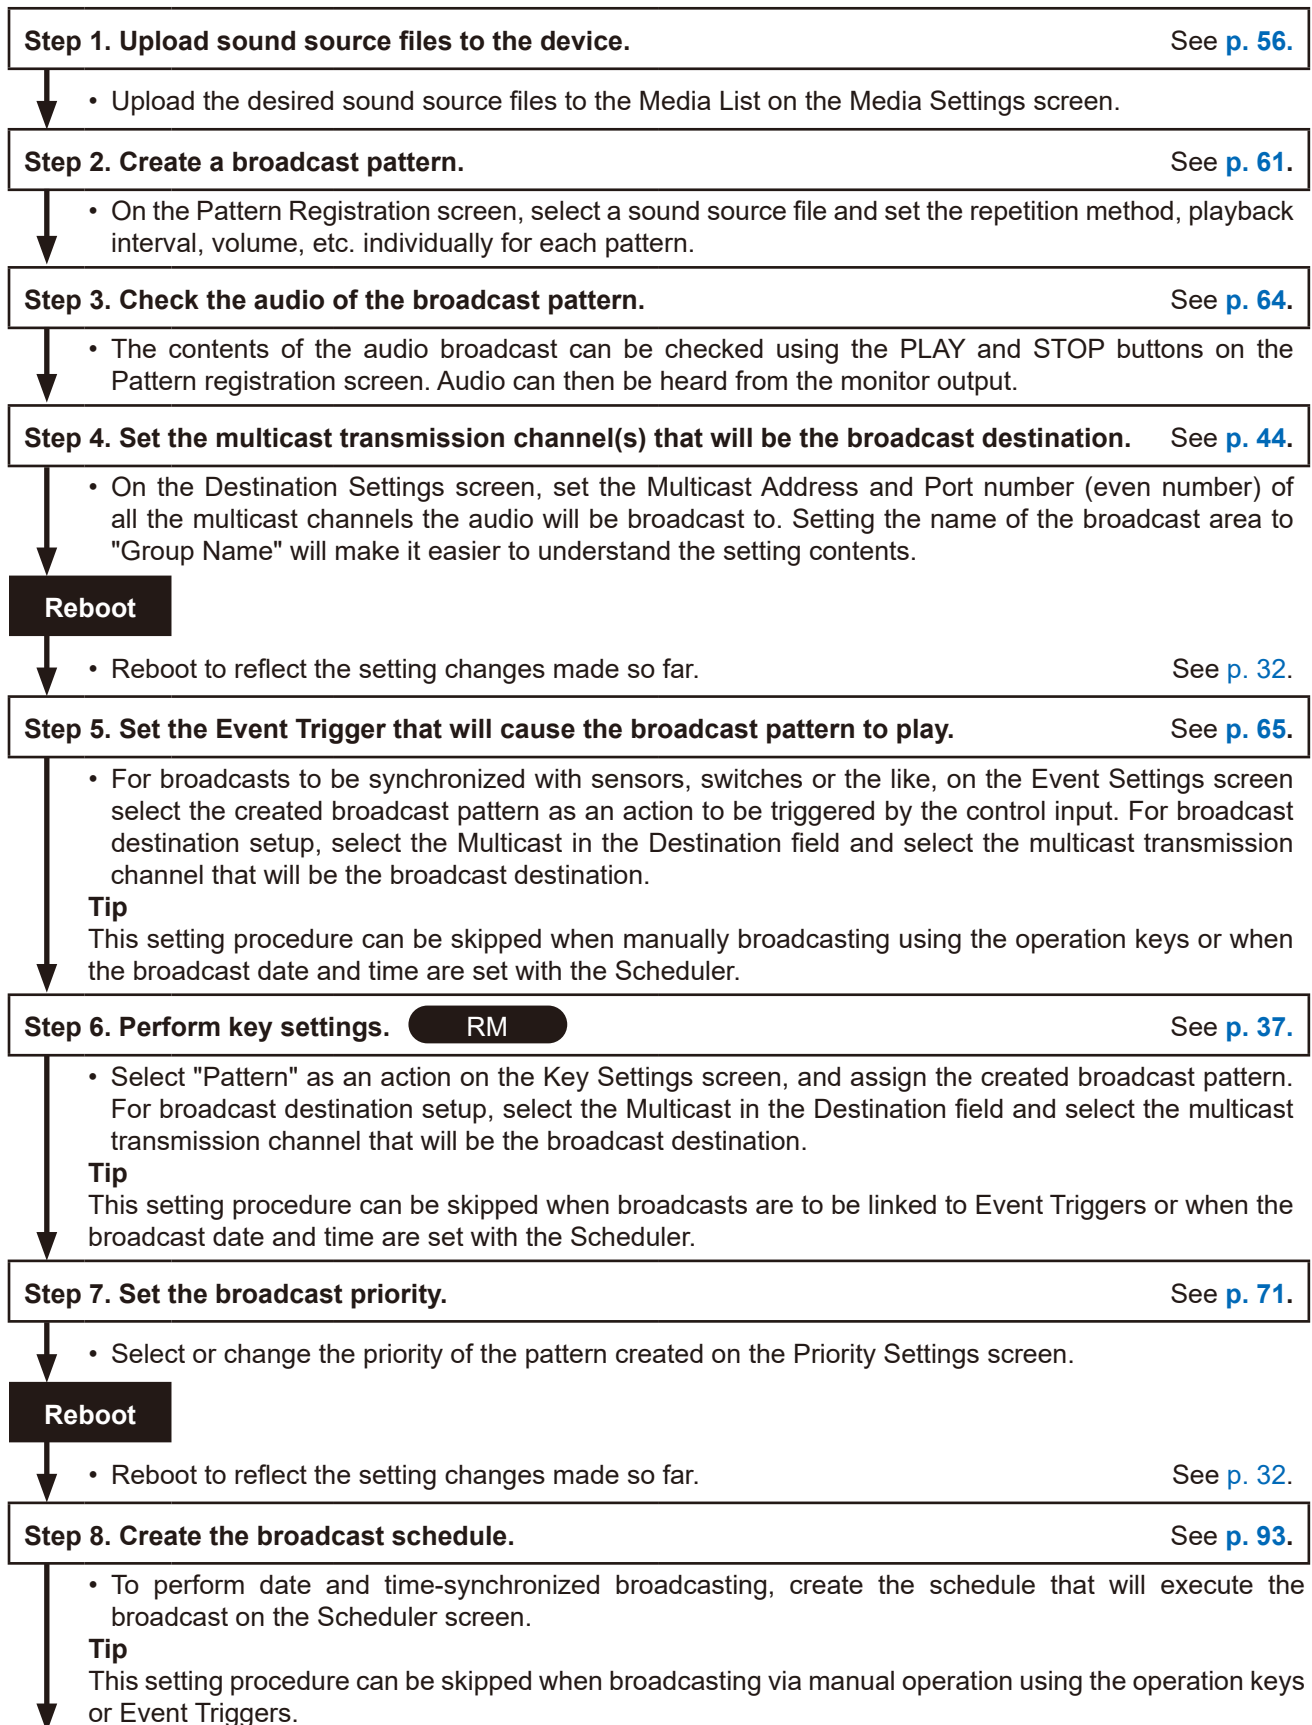 Step 1. Upload sound source files to the device. See p. 56.
• Upload the desired sound source files to the Media List on the Media Settings screen.
Step 2. Create a broadcast pattern. See p. 61.
• On the Pattern Registration screen, select a sound source file and set the repetition method, playback
interval, volume, etc. individually for each pattern.
Step 3. Check the audio of the broadcast pattern. See p. 64.
• The contents of the audio broadcast can be checked using the PLAY and STOP buttons on the
Pattern registration screen. Audio can then be heard from the monitor output.
Step 4. Set the multicast transmission channel(s) that will be the broadcast destination. See p. 44.
• On the Destination Settings screen, set the Multicast Address and Port number (even number) of
all the multicast channels the audio will be broadcast to. Setting the name of the broadcast area to
"Group Name" will make it easier to understand the setting contents.
Reboot
• Reboot to reflect the setting changes made so far. See p. 32.
Step 5. Set the Event Trigger that will cause the broadcast pattern to play. See p. 65.
• For broadcasts to be synchronized with sensors, switches or the like, on the Event Settings screen
select the created broadcast pattern as an action to be triggered by the control input. For broadcast
destination setup, select the Multicast in the Destination field and select the multicast transmission
channel that will be the broadcast destination.
Tip
This setting procedure can be skipped when manually broadcasting using the operation keys or when
the broadcast date and time are set with the Scheduler.
Step 6. Perform key settings. RM See p. 37.
• Select "Pattern" as an action on the Key Settings screen, and assign the created broadcast pattern.
For broadcast destination setup, select the Multicast in the Destination field and select the multicast
transmission channel that will be the broadcast destination.
Tip
This setting procedure can be skipped when broadcasts are to be linked to Event Triggers or when the
broadcast date and time are set with the Scheduler.
Step 7. Set the broadcast priority. See p. 71.
• Select or change the priority of the pattern created on the Priority Settings screen.
Reboot
• Reboot to reflect the setting changes made so far. See p. 32.
Step 8. Create the broadcast schedule. See p. 93.
• To perform date and time-synchronized broadcasting, create the schedule that will execute the
broadcast on the Scheduler screen.
Tip
This setting procedure can be skipped when broadcasting via manual operation using the operation keys
or Event Triggers.